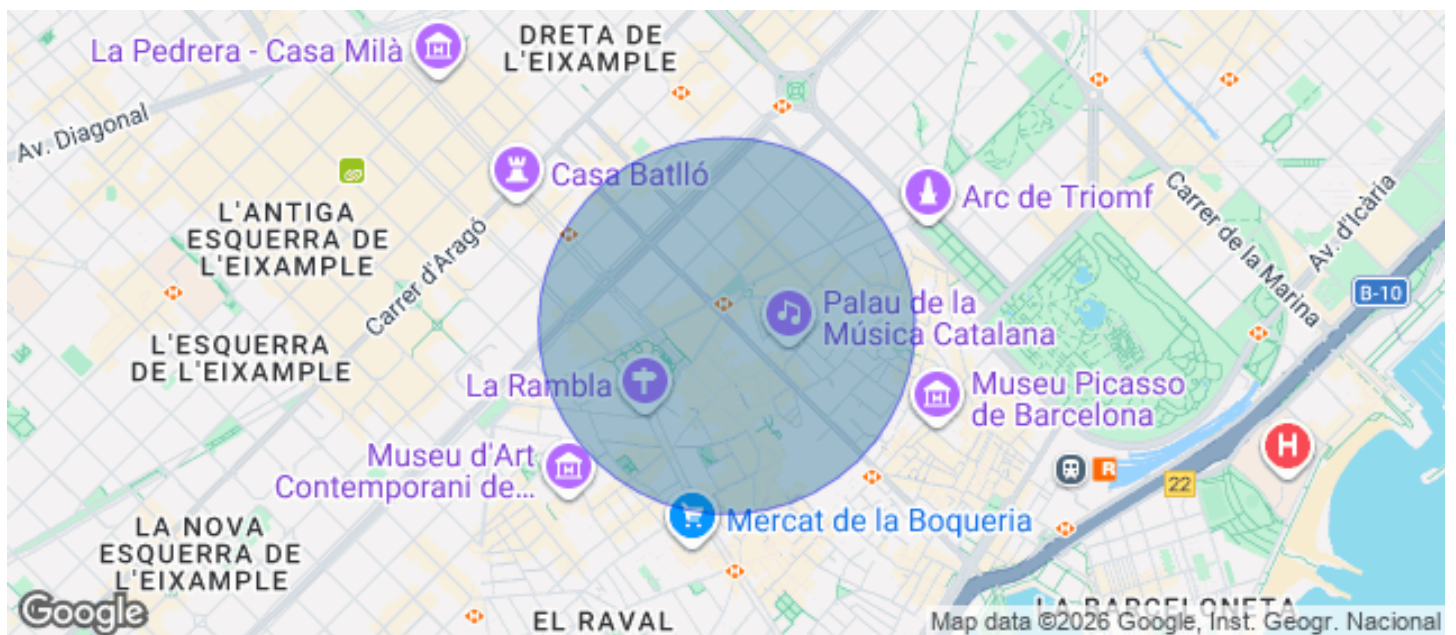 La Pedrera - Casa Milà
DRETA DE
L'EIXAMPLE
Av. Diagonal
Casa Batlló
Arc de Triomf
Carrer de la Marina
Av. d'Icària
L'ANTIGA
ESQUERRA DE
L'EIXAMPLE
Carrer d'Aragó
B-10
Palau de la
Música Catalana
L'ESQUERRA
DE L'EIXAMPLE
La Rambla
Museu Picasso
de Barcelona
H
Museu d'Art
Contemporani de...
R
22
Mercat de la Boqueria
LA NOVA
ESQUERRA DE
L'EIXAMPLE
Google
EL RAVAL
LA BARCELONETA
Map data ©2026 Google, Inst. Geogr. Nacional